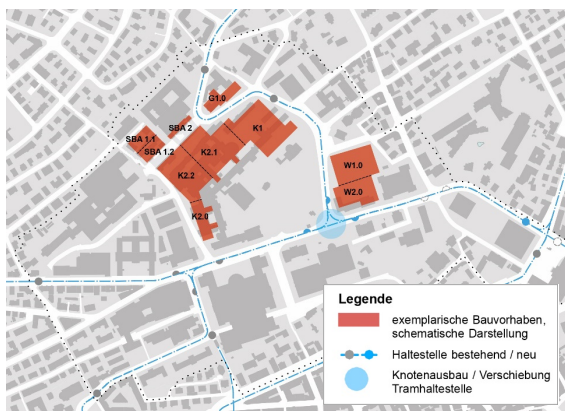 G1.0
SBA 2
K1
SBA 1.1
SBA 1.2
K2.1
W1.0
K2.2
W2.0
K2.0
Legende
exemplarische Bauvorhaben,
schematische Darstellung
Haltestelle bestehend / neu
Knotenausbau / Verschiebung
Tramhaltestelle